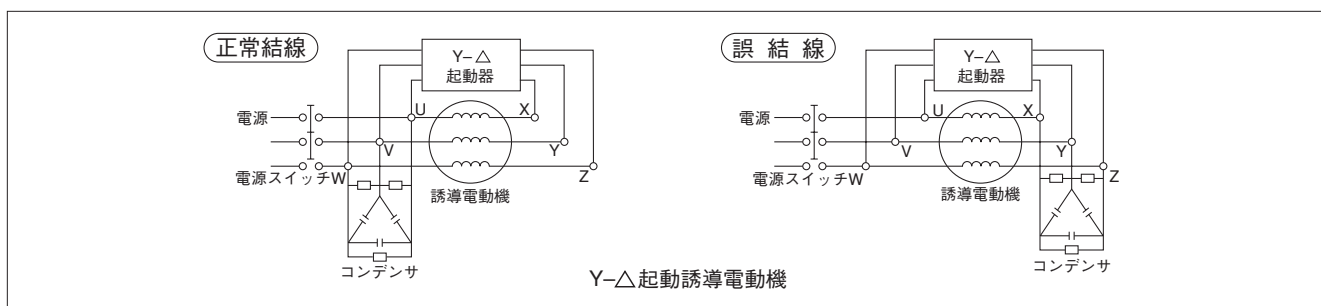 正常結線
Y–△
起動器
U
X
電源
V
Y
電源スイッチW
Z
誘導電動機
コンデンサ
誤結線
Y–△
起動器
U
X
電源
V
Y
電源スイッチW
Z
誘導電動機
コンデンサ
Y–△起動誘導電動機